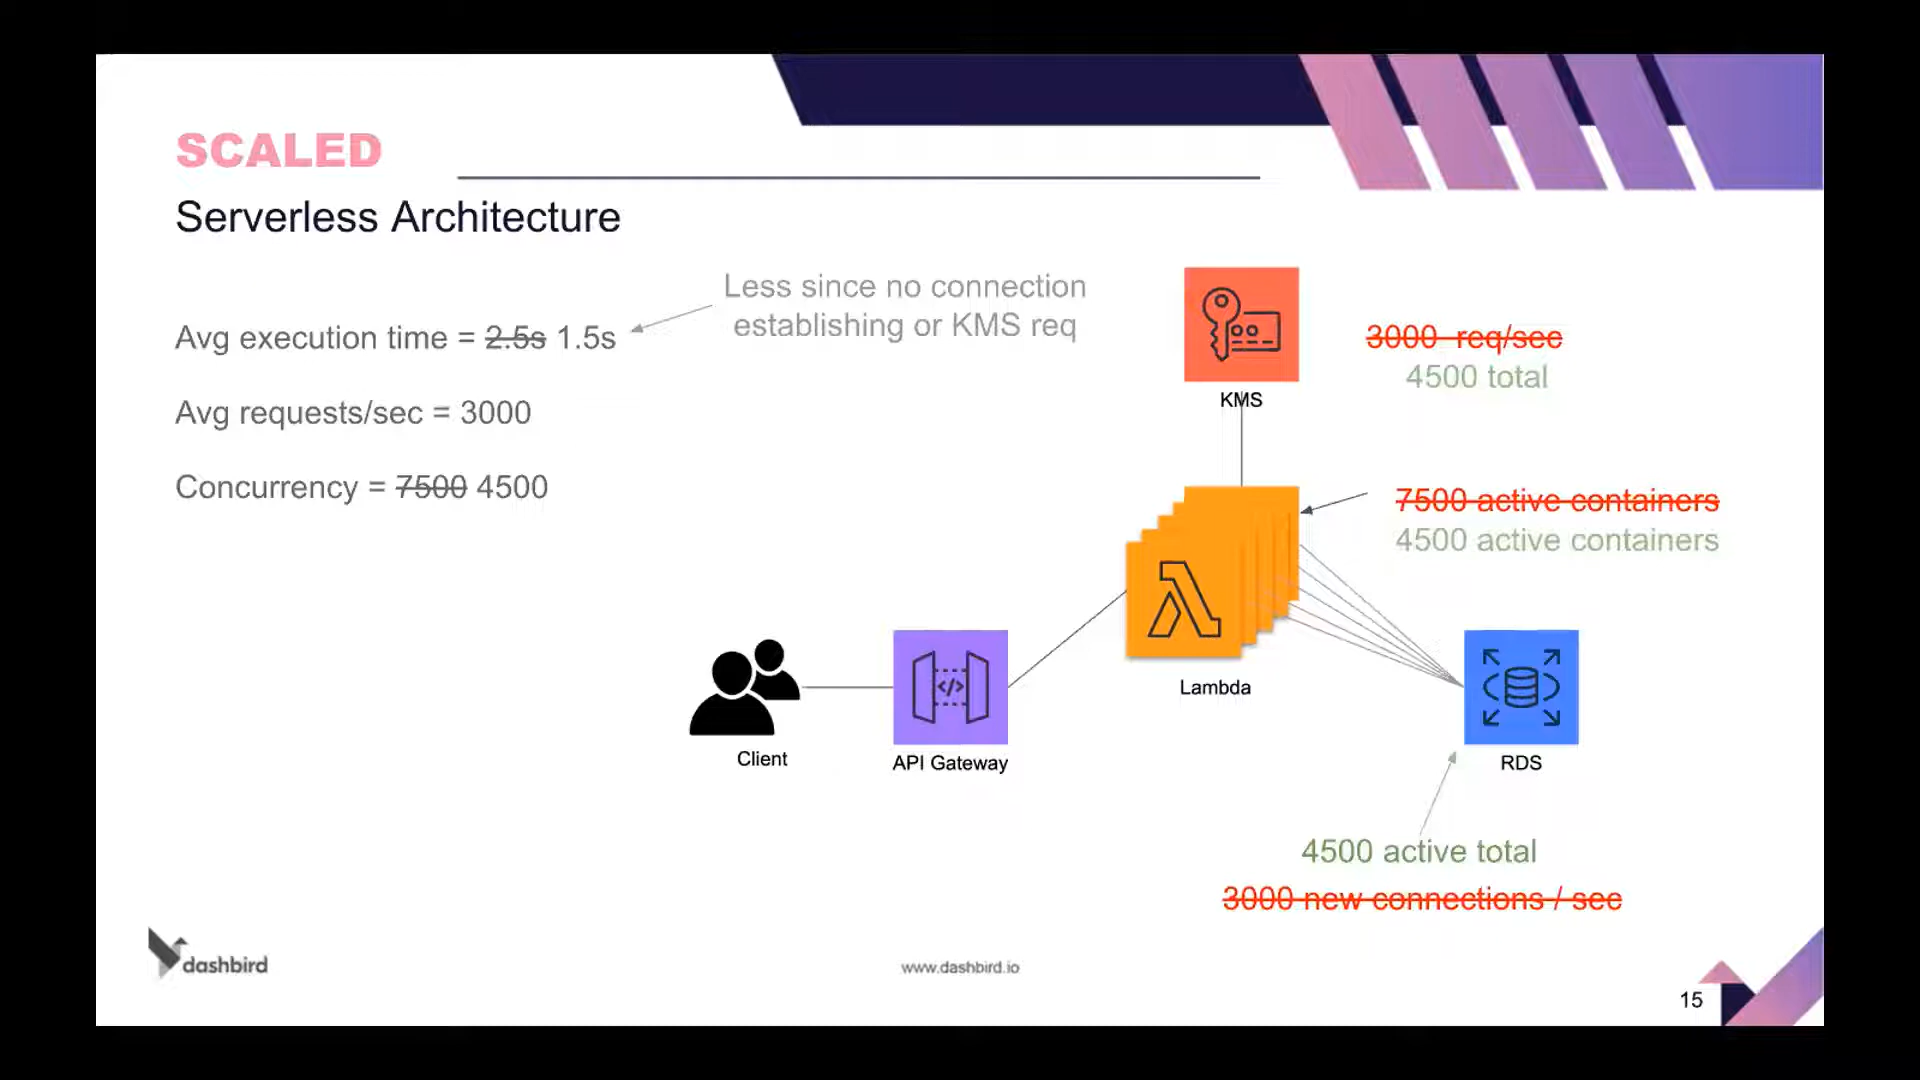 SCALED
Serverless Architecture
Less since no connection
establishing or KMS req
Avg execution time = 2.5s 1.5s
Avg requests/sec = 3000
Concurrency = 7500 4500
KMS
3000 req/sec
4500 total
7500 active containers
4500 active containers
</>
Lambda
Client
API Gateway
RDS
4500 active total
3000 new connections / sec
dashbird
www.dashbird.io
15